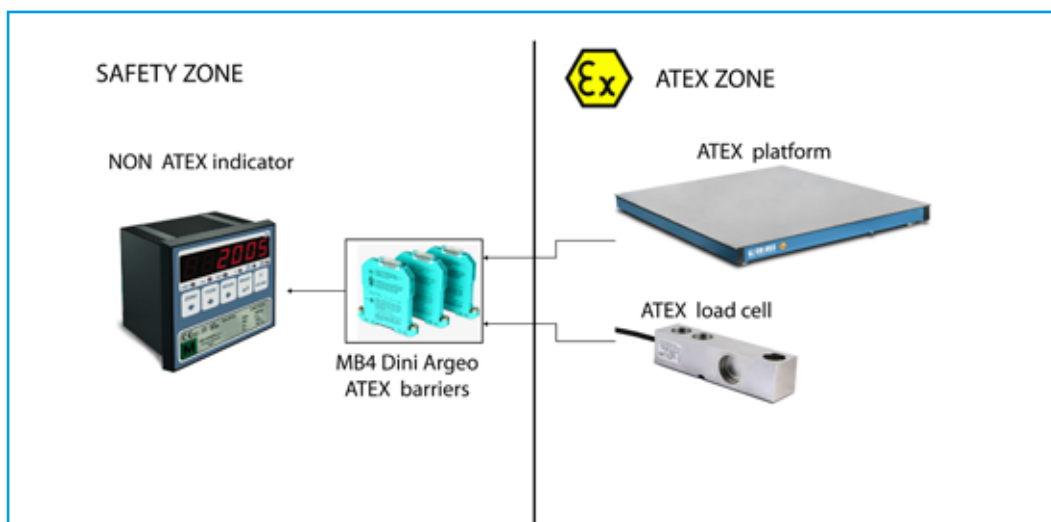 SAFETY ZONE
Ex
ATEX ZONE
NON ATEX indicator
ATEX platform
2005
ATEX load cell
MB4 Dini Argeo
ATEX barriers
M